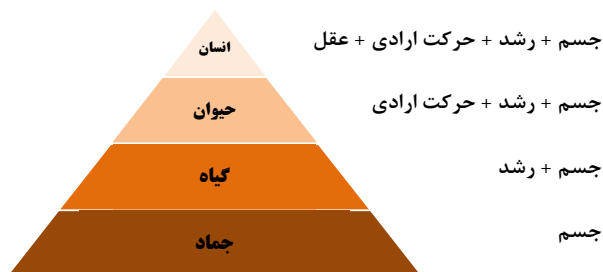 انسان
جسم + رشد + حرکت ارادی + عقل
حیوان
جسم + رشد + حرکت ارادی
گیاه
جسم + رشد
جماد
جسم